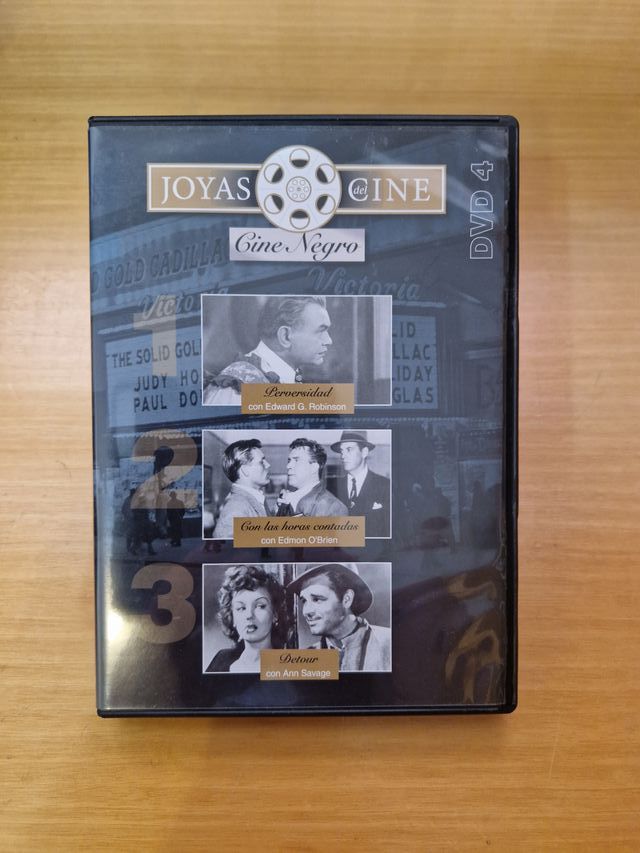 JOYAS del CINE
Cine Negro
DVD 4
GOLD CADILLA
Victoria
Victoria
1
THE SOLID GOL
JUDY HO
PAUL DO
LID
LLAC
LIDAY
GLAS
Perversidad
con Edward G. Robinson
2
Con las horas contadas
con Edmon O'Brien
3
Detour
con Ann Savage